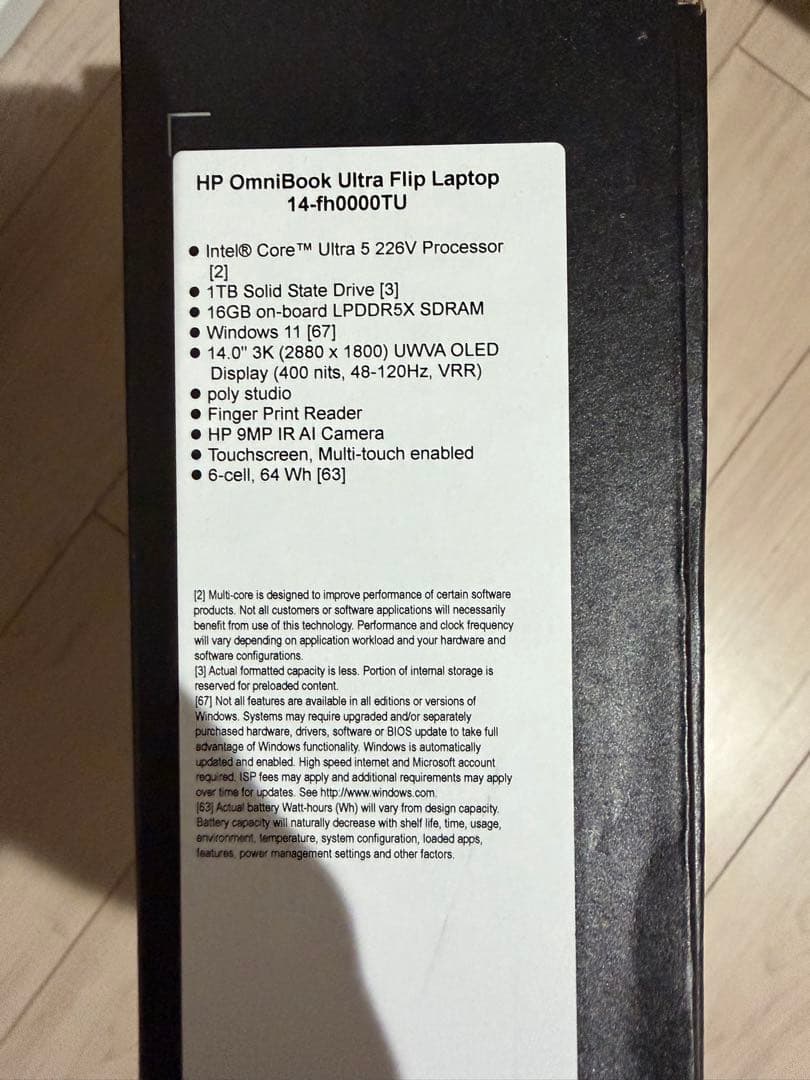 HP OmniBook Ultra Flip Laptop
14-fh0000TU
● Intel® Core™ Ultra 5 226V Processor
[2]
● 1TB Solid State Drive [3]
● 16GB on-board LPDDR5X SDRAM
● Windows 11 [67]
● 14.0" 3K (2880 x 1800) UWVA OLED
Display (400 nits, 48-120Hz, VRR)
● poly studio
● Finger Print Reader
● HP 9MP IR AI Camera
● Touchscreen, Multi-touch enabled
● 6-cell, 64 Wh [63]
[2] Multi-core is designed to improve performance of certain software
products. Not all customers or software applications will necessarily
benefit from use of this technology. Performance and clock frequency
will vary depending on application workload and your hardware and
software configurations.
[3] Actual formatted capacity is less. Portion of internal storage is
reserved for preloaded content.
[67] Not all features are available in all editions or versions of
Windows. Systems may require upgraded and/or separately
purchased hardware, drivers, software or BIOS update to take full
advantage of Windows functionality. Windows is automatically
updated and enabled. High speed internet and Microsoft account
required. ISP fees may apply and additional requirements may apply
over time for updates. See http://www.windows.com.
[63] Actual battery Watt-hours (Wh) will vary from design capacity.
Battery capacity will naturally decrease with shelf life, time, usage,
environment, temperature, system configuration, loaded apps,
features, power management settings and other factors.